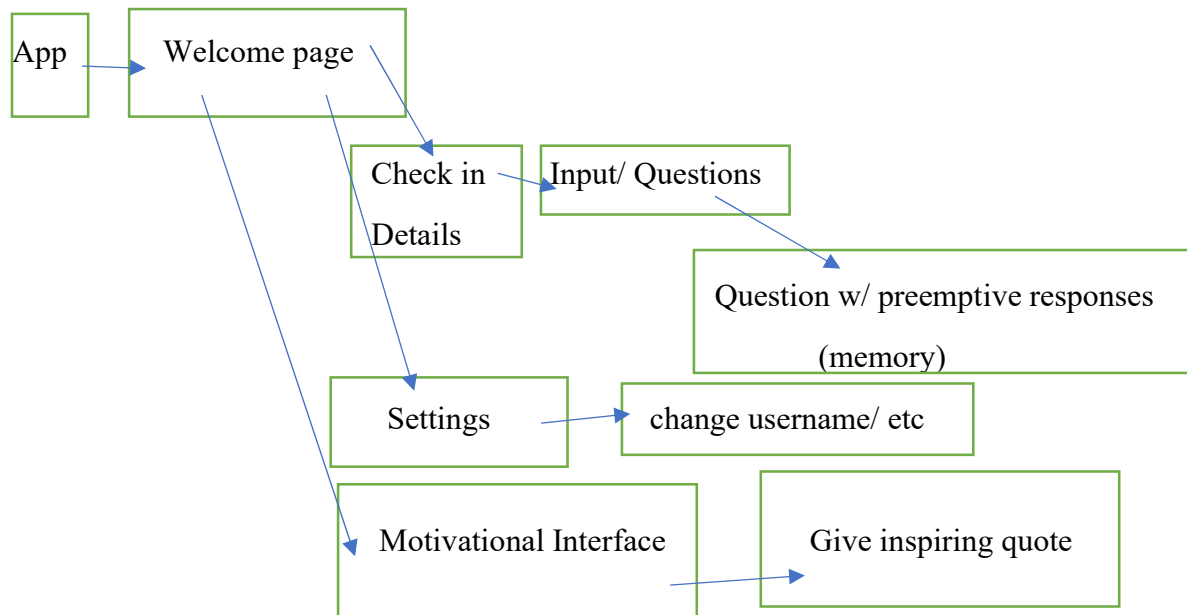 App
Welcome page
Check in
Details
Input/ Questions
Question w/ preemptive responses
(memory)
Settings
change username/ etc
Motivational Interface
Give inspiring quote